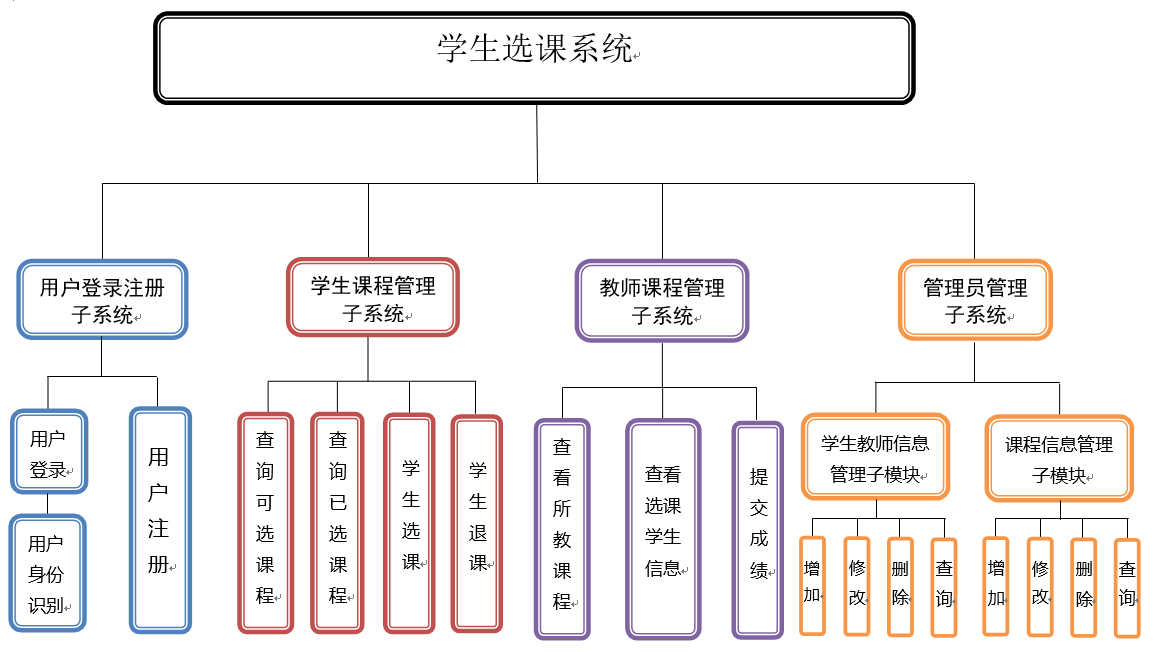 学生选课系统
用户登录注册
子系统
学生课程管理
子系统
教师课程管理
子系统
管理员管理
子系统
用户
登录
用户
身份
识别
用户注册
查询可选课程
查询已选课程
学生选课
学生退课
查看所教课程
查看
选课
学生
信息
提交成绩
学生教师信息
管理子模块
课程信息管理
子模块
增加
修改
删除
查询
增加
修改
删除
查询